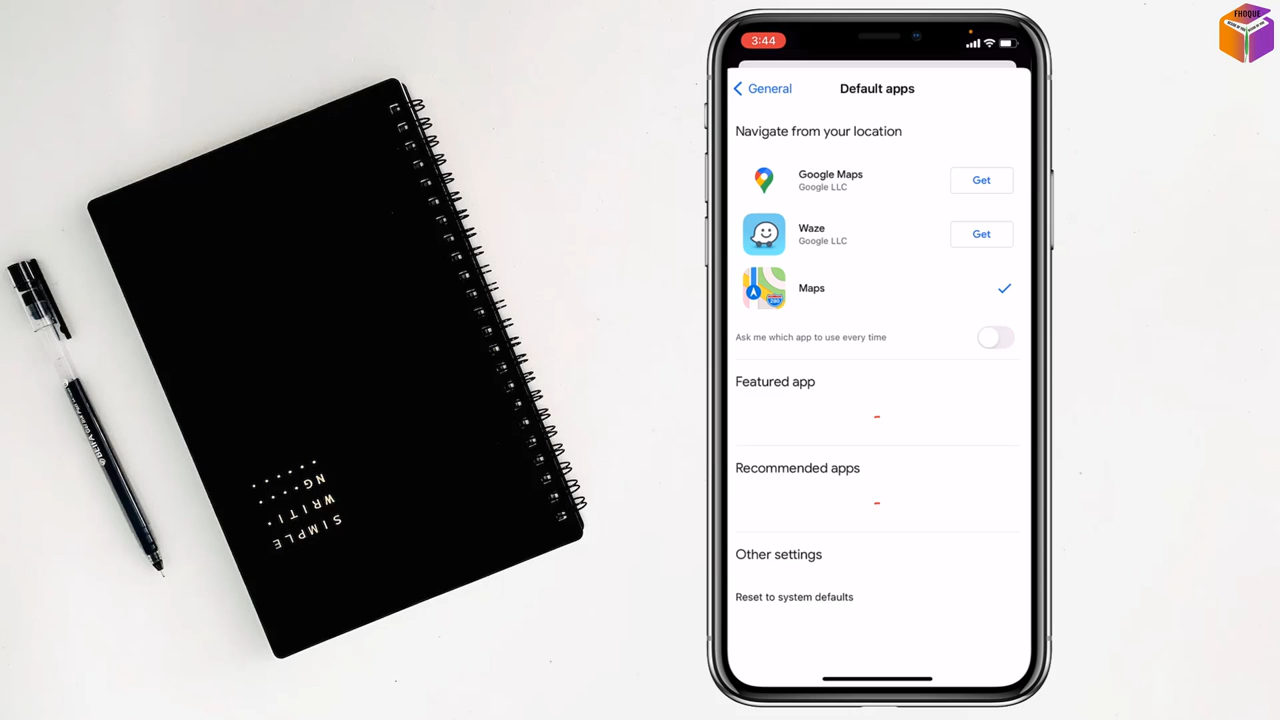 FHOQUE
3:44
General
Default apps
Navigate from your location
Google Maps
Google LLC
Get
Waze
Google LLC
Get
Maps
Ask me which app to use every time
Featured app
Recommended apps
Other settings
Reset to system defaults
SIMPLE
WRITI
NG